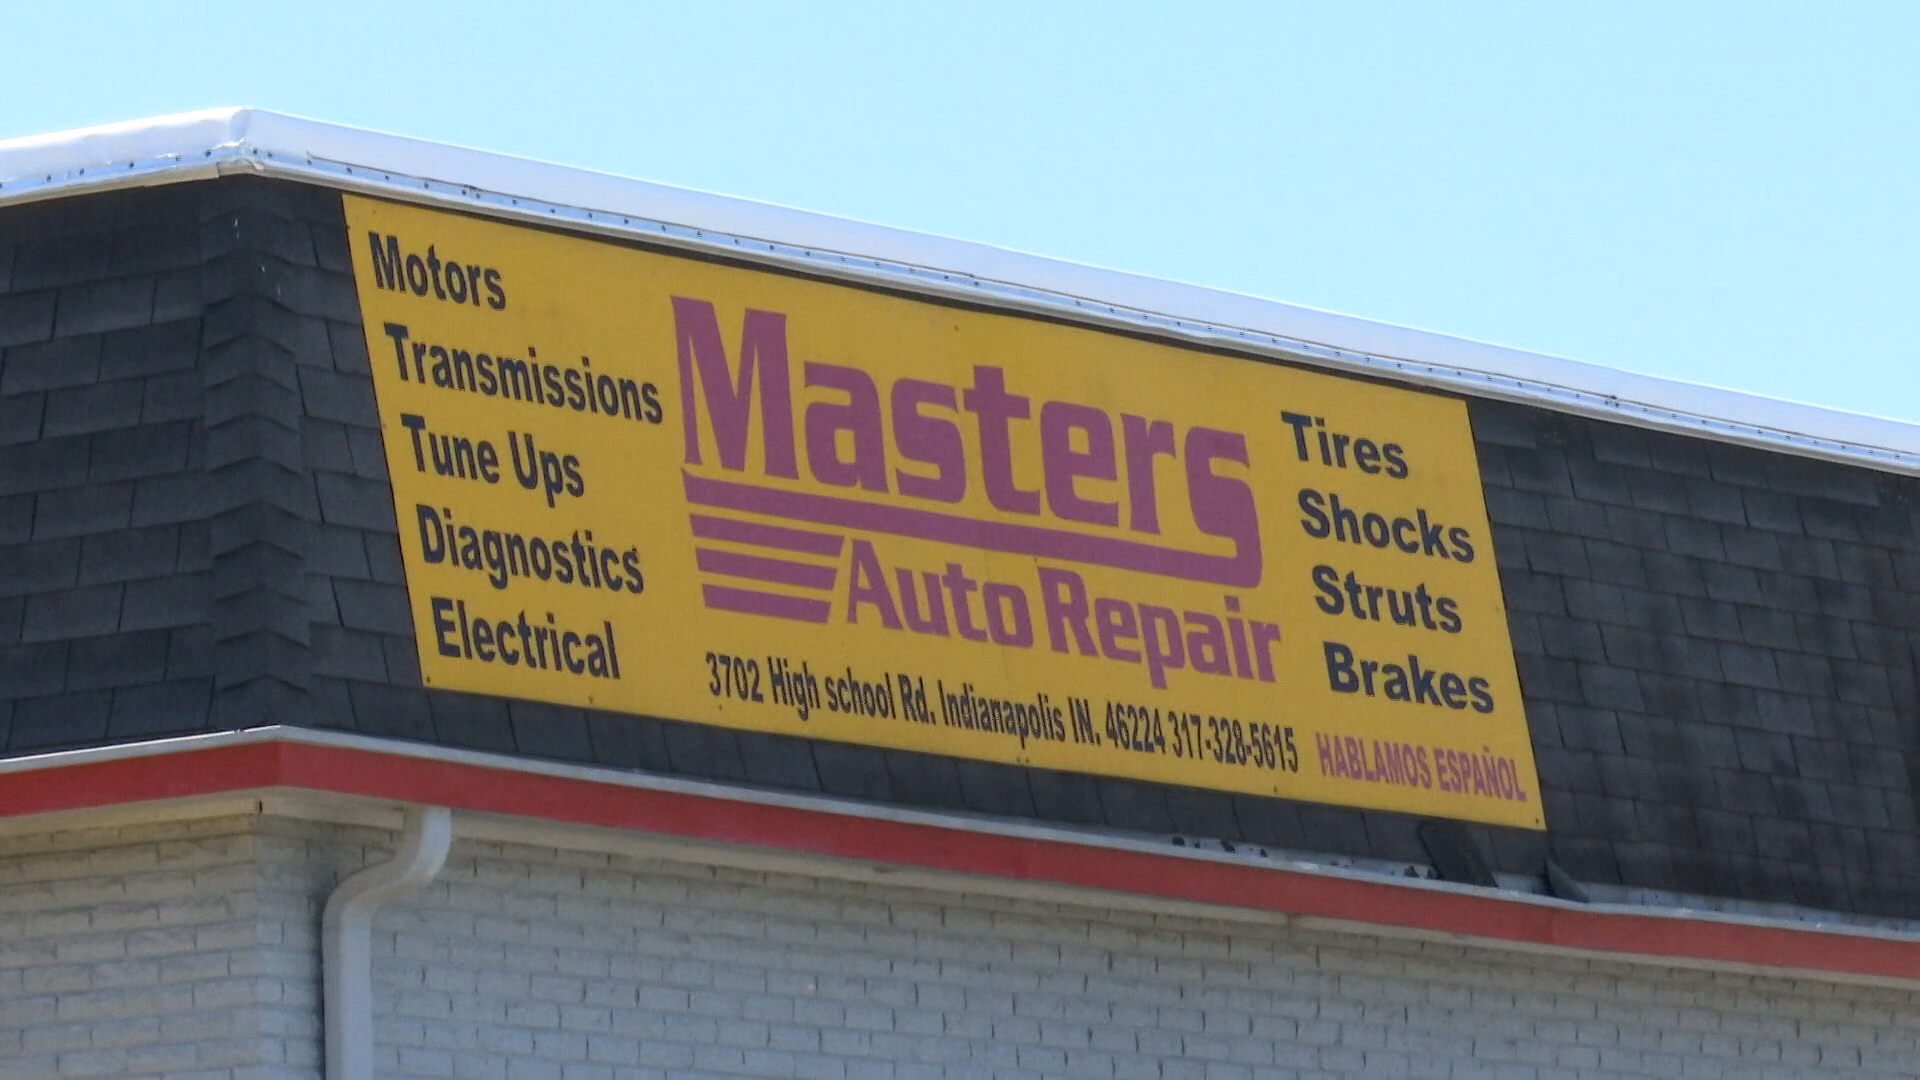 Motors
Transmissions
Tune Ups
Diagnostics
Electrical
Masters
Auto Repair
3702 High school Rd. Indianapolis IN. 46224 317-328-5615
Tires
Shocks
Struts
Brakes
HABLAMOS ESPAÑOL